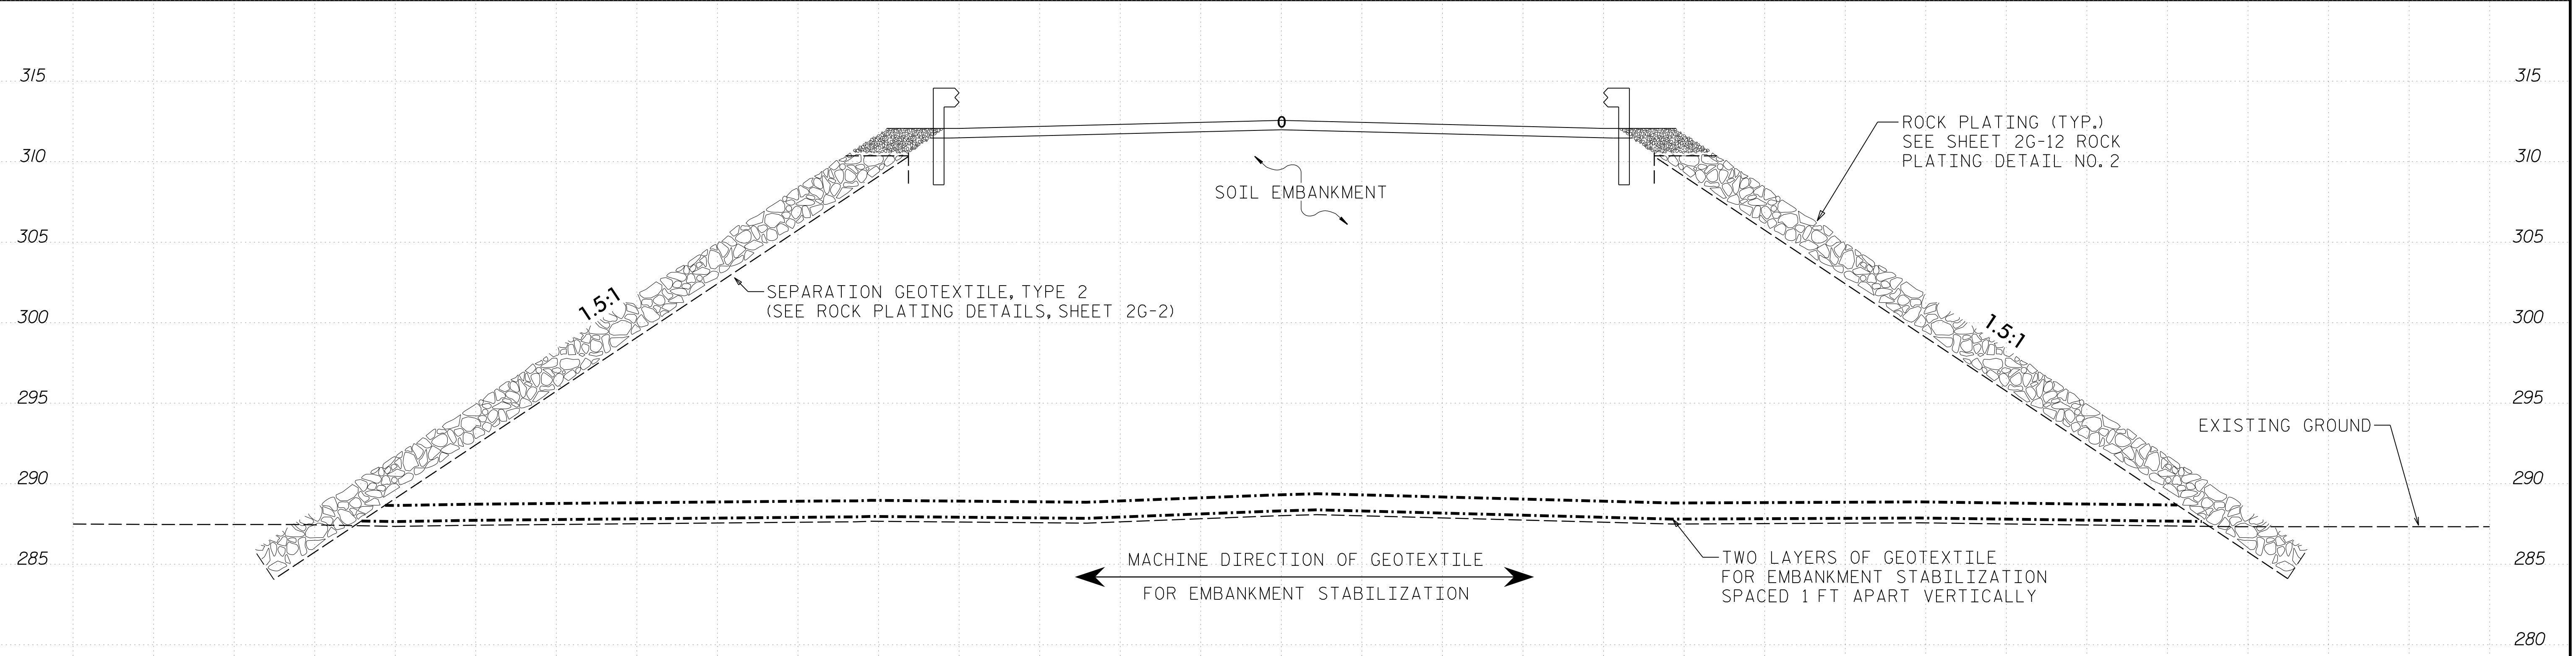 315
315
0
ROCK PLATING (TYP.)
SEE SHEET 2G-12 ROCK
PLATING DETAIL NO. 2
310
310
SOIL EMBANKMENT
305
305
SEPARATION GEOTEXTILE, TYPE 2
(SEE ROCK PLATING DETAILS, SHEET 2G-2)
1.5:1
1.5:1
300
300
295
295
EXISTING GROUND
290
290
285
285
MACHINE DIRECTION OF GEOTEXTILE
FOR EMBANKMENT STABILIZATION
TWO LAYERS OF GEOTEXTILE
FOR EMBANKMENT STABILIZATION
SPACED 1 FT APART VERTICALLY
280